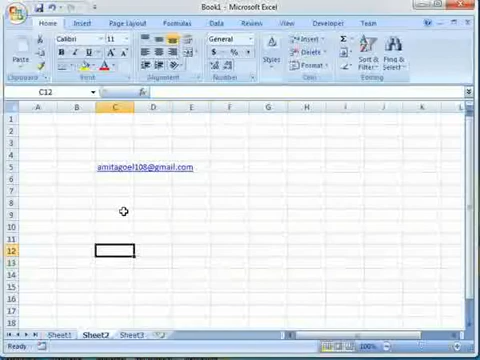 Book1 - Microsoft Excel
Home Insert Page Layout Formulas Data Review View Developer Team
Calibri 11 General Insert Σ
Paste B I U $ % , Styles Delete Sort & Filter Find & Select
Format
Clipboard Font Alignment Number Cells Editing
C12 fx
A B C D E F G H I J K L
1
2
3
4
5 amitagoel108@gmail.com
6
7
8
9
10
11
12
13
14
15
16
17
18
Sheet1 Sheet2 Sheet3
Ready 100%